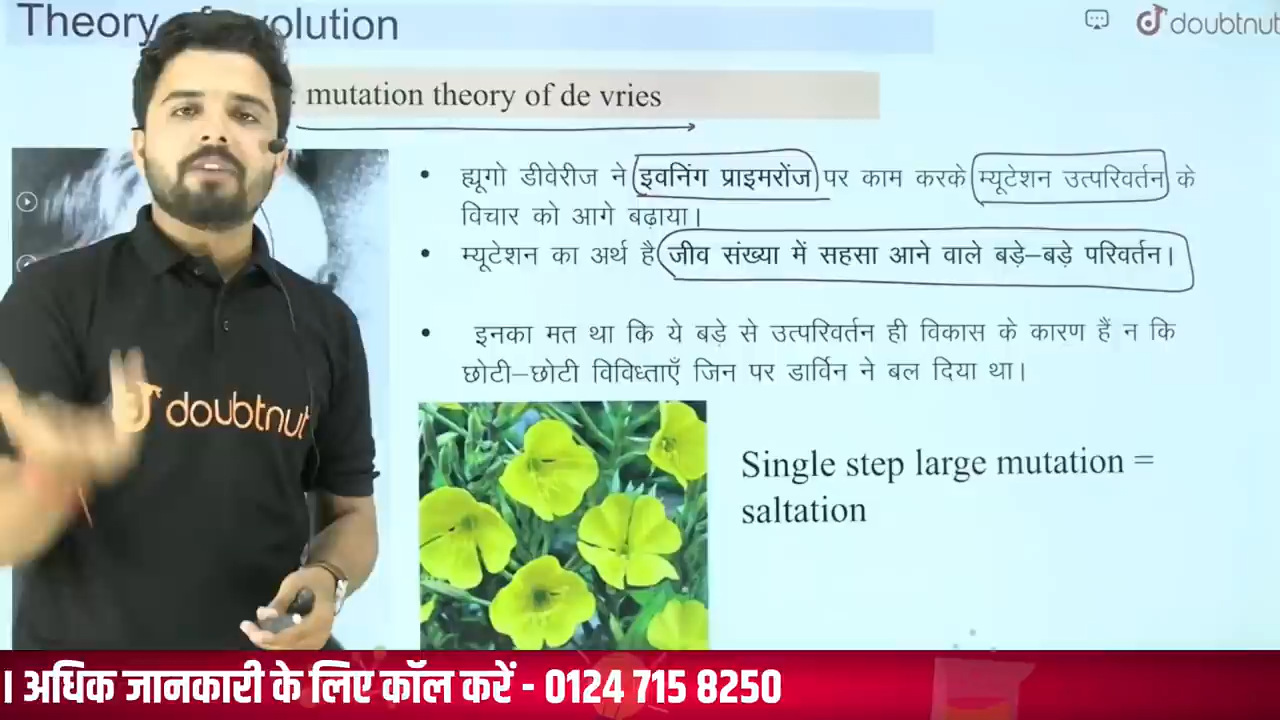 Theory of volution
doubtnut
: mutation theory of de vries
• ह्यूगो डीवेरीज ने इवनिंग प्राइमरोंज पर काम करके म्यूटेशन उत्परिवर्तन के
विचार को आगे बढ़ाया।
• म्यूटेशन का अर्थ है जीव संख्या में सहसा आने वाले बड़े–बड़े परिवर्तन।
• इनका मत था कि ये बड़े से उत्परिवर्तन ही विकास के कारण हैं न कि
छोटी–छोटी विविध्ताएँ जिन पर डार्विन ने बल दिया था।
doubtnut
Single step large mutation =
saltation
। अधिक जानकारी के लिए कॉल करें - 0124 715 8250